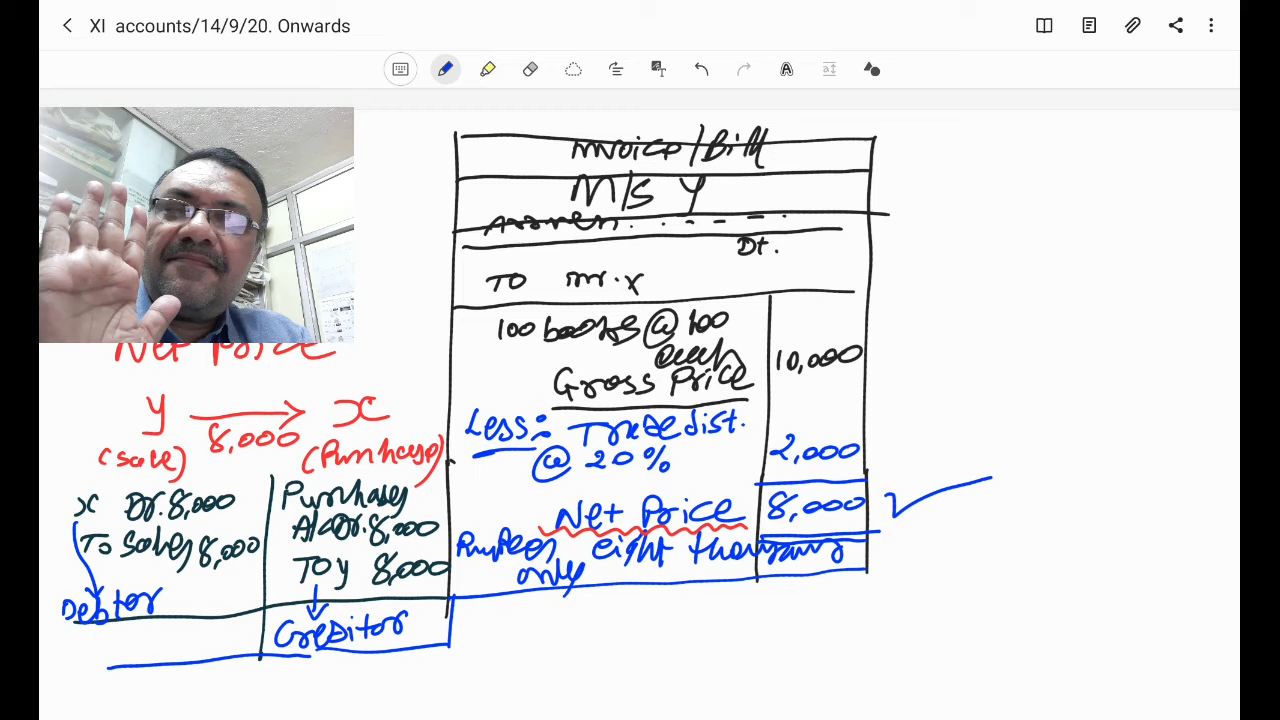 XI accounts/14/9/20. Onwards
Invoice/Bill
M/S Y
Address. . - - - .
Dt.
To Mr. X
100 books @ 100
each
10,000
Gross Price
Less: Trade dist.
@ 20%
2,000
Net Price 8,000
Rupees eight thousand
only
Net Price
y → x
8,000
(sale) (Purchase)
x Dr. 8,000
To Sales 8,000
Debtor
Purchases
A/c Dr. 8,000
To y 8,000
Creditor